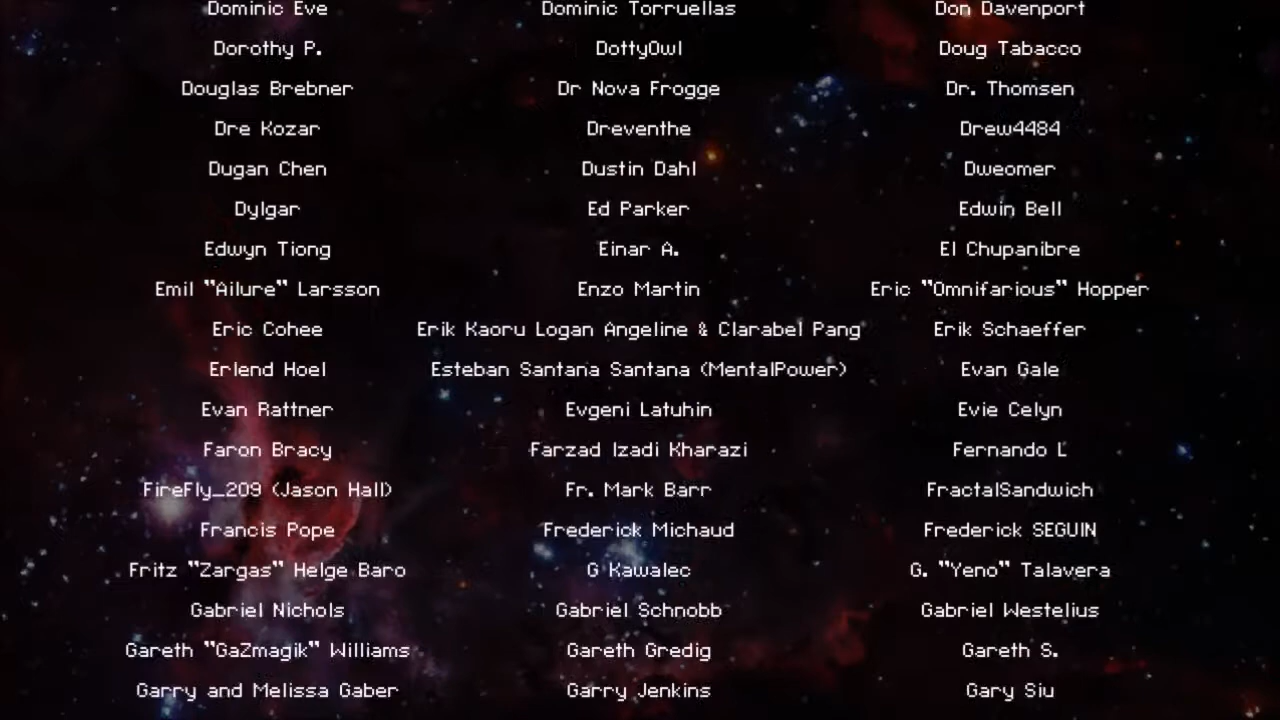 Dominic Eve Dominic Torruellas Don Davenport
Dorothy P. DottyOwl Doug Tabacco
Douglas Brebner Dr Nova Frogge Dr. Thomsen
Dre Kozar Dreventhe Drew4484
Dugan Chen Dustin Dahl Dweomer
Dylgar Ed Parker Edwin Bell
Edwyn Tiong Einar A. El Chupanibre
Emil "Ailure" Larsson Enzo Martin Eric "Omnifarious" Hopper
Eric Cohee Erik Kaoru Logan Angeline & Clarabel Pang Erik Schaeffer
Erlend Hoel Esteban Santana Santana (MentalPower) Evan Gale
Evan Rattner Evgeni Latuhin Evie Celyn
Faron Bracy Farzad Izadi Kharazi Fernando L
FireFly_209 (Jason Hall) Fr. Mark Barr FractalSandwich
Francis Pope Frederick Michaud Frederick SEGUIN
Fritz "Zargas" Helge Baro G Kawalec G. "Yeno" Talavera
Gabriel Nichols Gabriel Schnobb Gabriel Westelius
Gareth "GaZmagik" Williams Gareth Gredig Gareth S.
Garry and Melissa Gaber Garry Jenkins Gary Siu